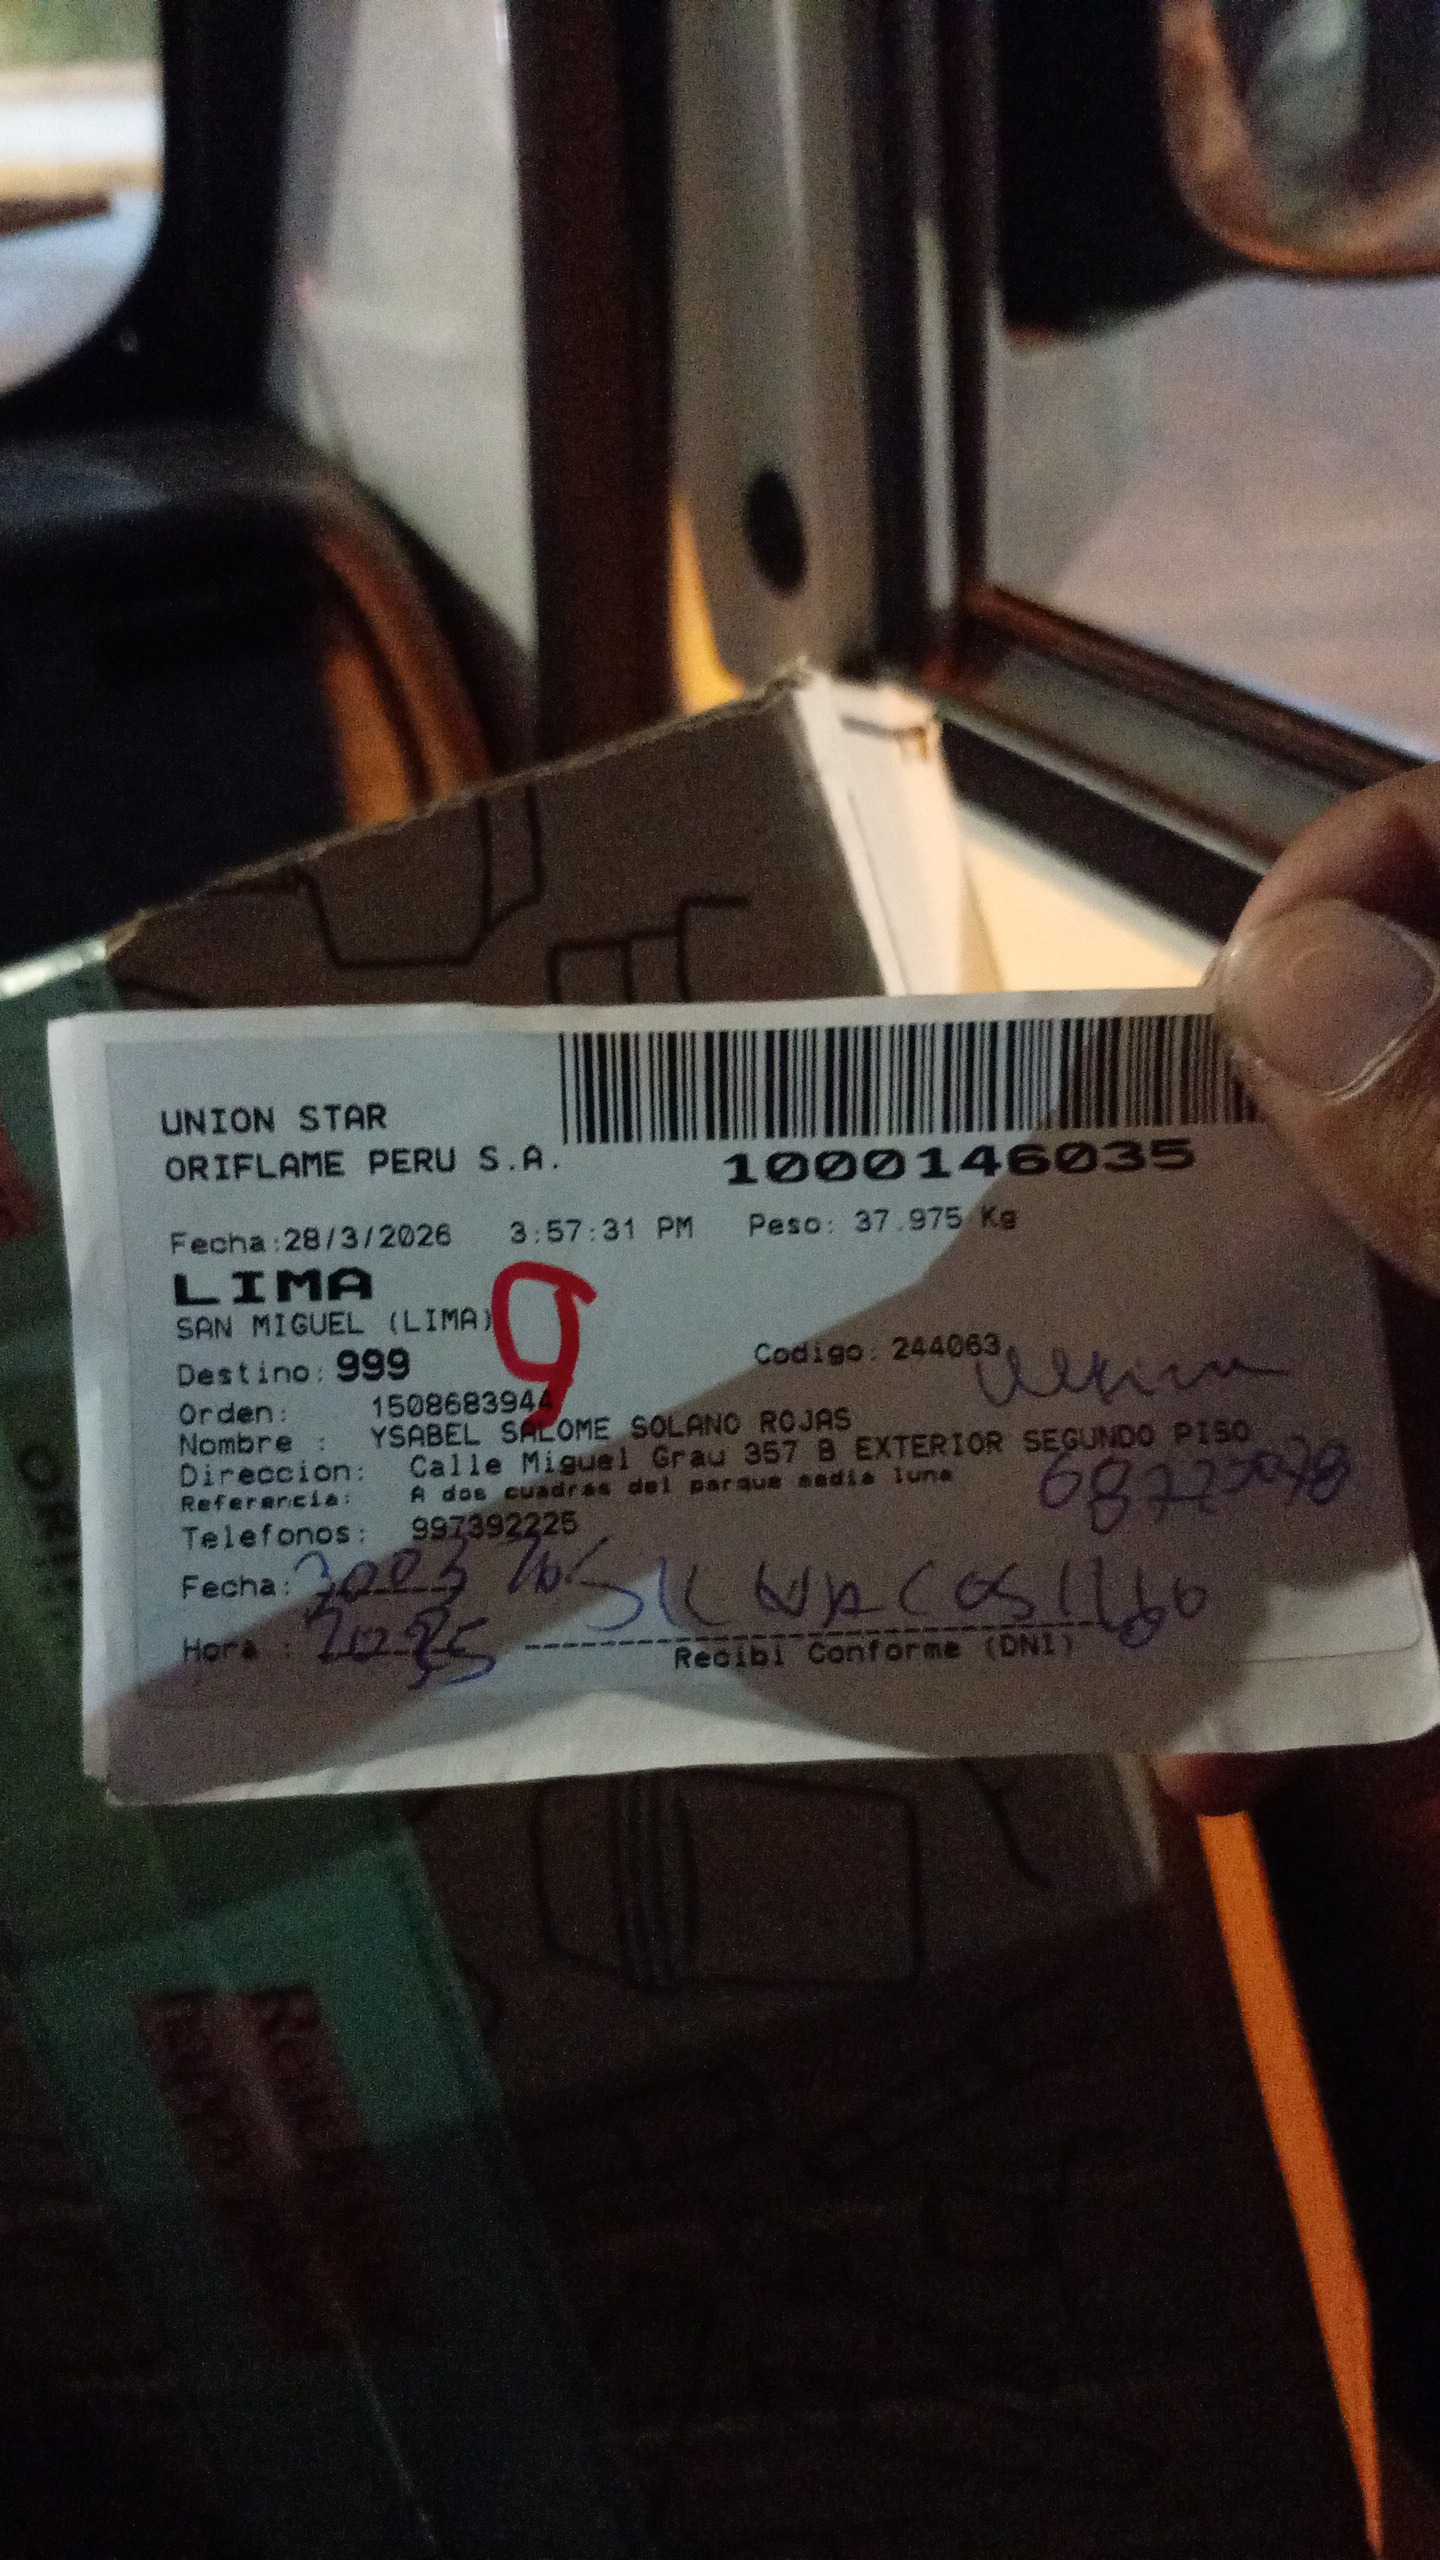 UNION STAR
ORIFLAME PERU S.A.
1000146035
Fecha:28/3/2026 3:57:31 PM Peso: 37.975 Kg
LIMA
SAN MIGUEL (LIMA)
9
Destino: 999 Codigo: 244063
Orden: 1508683944
Nombre : YSABEL SALOME SOLANO ROJAS
Direccion: Calle Miguel Grau 357 B EXTERIOR SEGUNDO PISO
Referencia: A dos cuadras del parque media luna
Telefonos: 997392225
Fecha:
Hora :
Recibi Conforme (DNI)